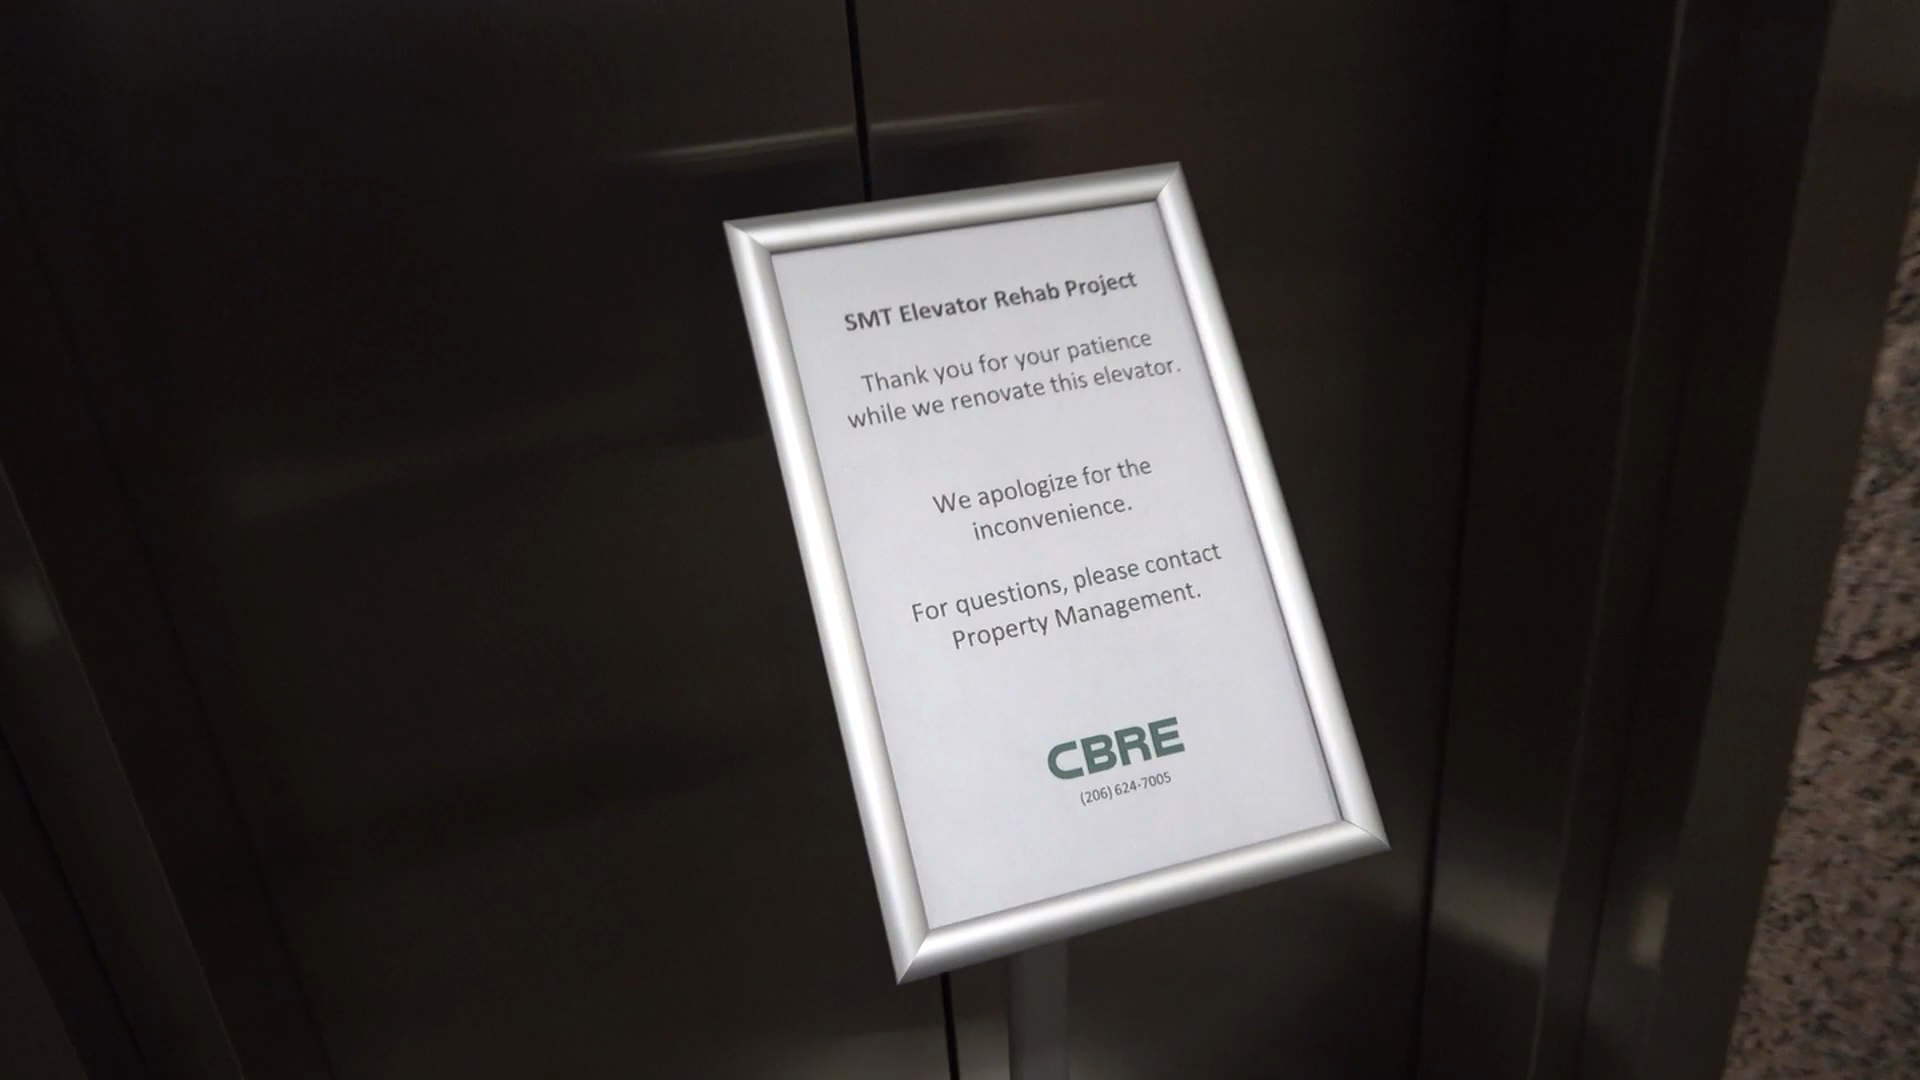 SMT Elevator Rehab Project
Thank you for your patience
while we renovate this elevator.
We apologize for the
inconvenience.
For questions, please contact
Property Management.
CBRE
(206) 624-7005